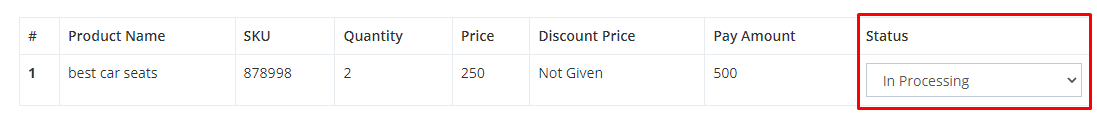 # Product Name SKU Quantity Price Discount Price Pay Amount Status
1 best car seats 878998 2 250 Not Given 500 In Processing